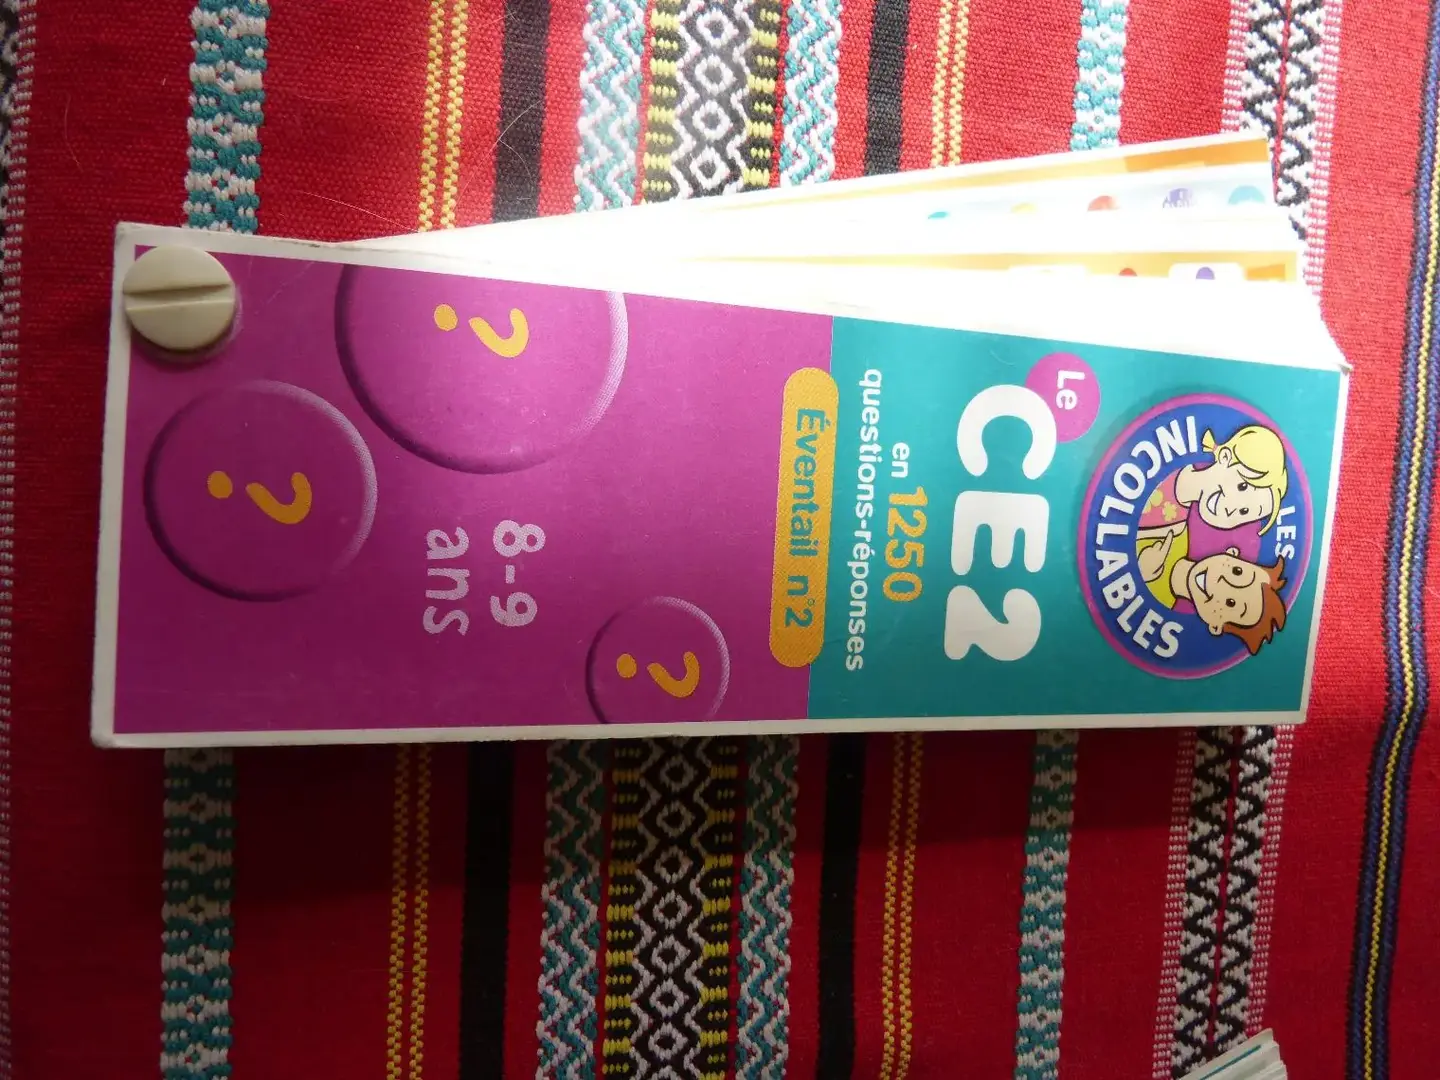 LES
INCOLLABLES
Le
CE2
en 1250
questions-réponses
Éventail n°2
?
8-9
ans
?
?